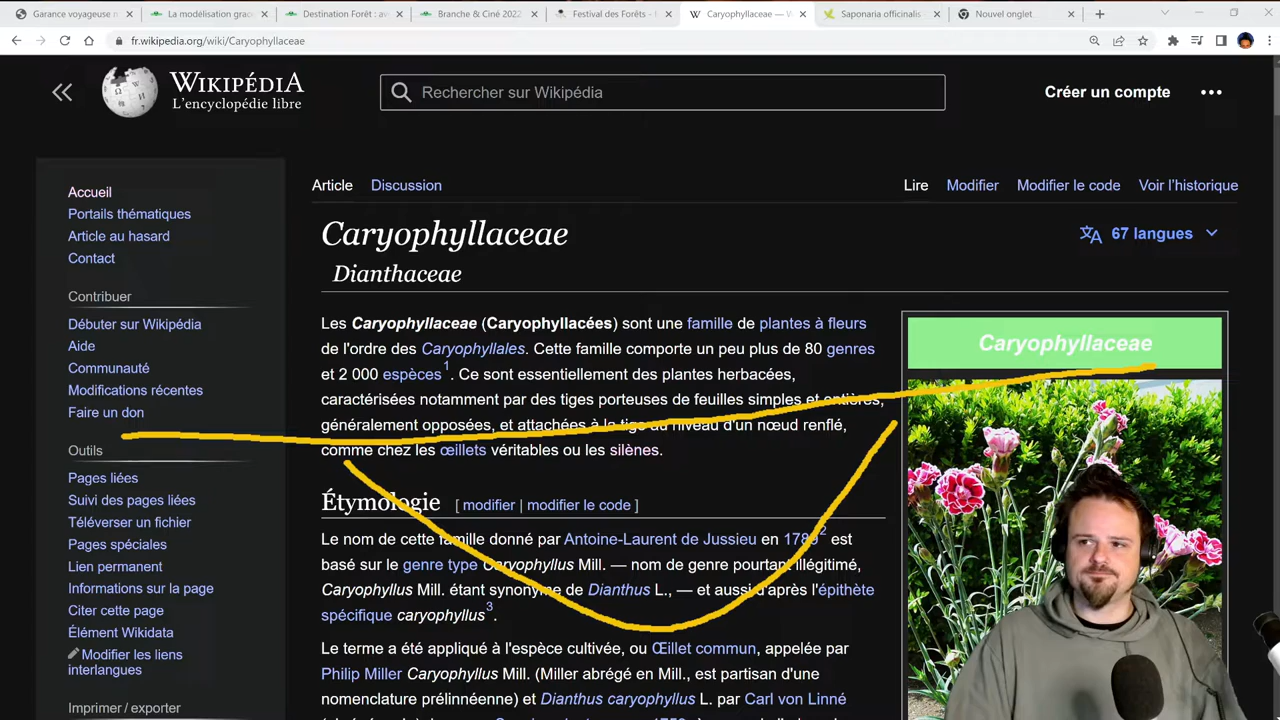 Garance voyageuse
La modélisation grac
Destination Forêt : av
Branche & Ciné 2022
Festival des Forêts -
Caryophyllaceae — W
Saponaria officinalis
Nouvel onglet
fr.wikipedia.org/wiki/Caryophyllaceae
WIKIPÉDIA
L'encyclopédie libre
Rechercher sur Wikipédia
Créer un compte
Accueil
Portails thématiques
Article au hasard
Contact
Contribuer
Débuter sur Wikipédia
Aide
Communauté
Modifications récentes
Faire un don
Outils
Pages liées
Suivi des pages liées
Téléverser un fichier
Pages spéciales
Lien permanent
Informations sur la page
Citer cette page
Élément Wikidata
Modifier les liens
interlangues
Imprimer / exporter
Article Discussion
Lire Modifier Modifier le code Voir l'historique
Caryophyllaceae
67 langues
Dianthaceae
Les Caryophyllaceae (Caryophyllacées) sont une famille de plantes à fleurs
de l'ordre des Caryophyllales. Cette famille comporte un peu plus de 80 genres
et 2 000 espèces1. Ce sont essentiellement des plantes herbacées,
caractérisées notamment par des tiges porteuses de feuilles simples et entières,
généralement opposées, et attachées à la tige au niveau d'un nœud renflé,
comme chez les œillets véritables ou les silènes.
Étymologie [ modifier | modifier le code ]
Le nom de cette famille donné par Antoine-Laurent de Jussieu en 17892 est
basé sur le genre type Caryophyllus Mill. — nom de genre pourtant illégitimé,
Caryophyllus Mill. étant synonyme de Dianthus L., — et aussi d'après l'épithète
spécifique caryophyllus3.
Le terme a été appliqué à l'espèce cultivée, ou Œillet commun, appelée par
Philip Miller Caryophyllus Mill. (Miller abrégé en Mill., est partisan d'une
nomenclature prélinnéenne) et Dianthus caryophyllus L. par Carl von Linné
Caryophyllaceae